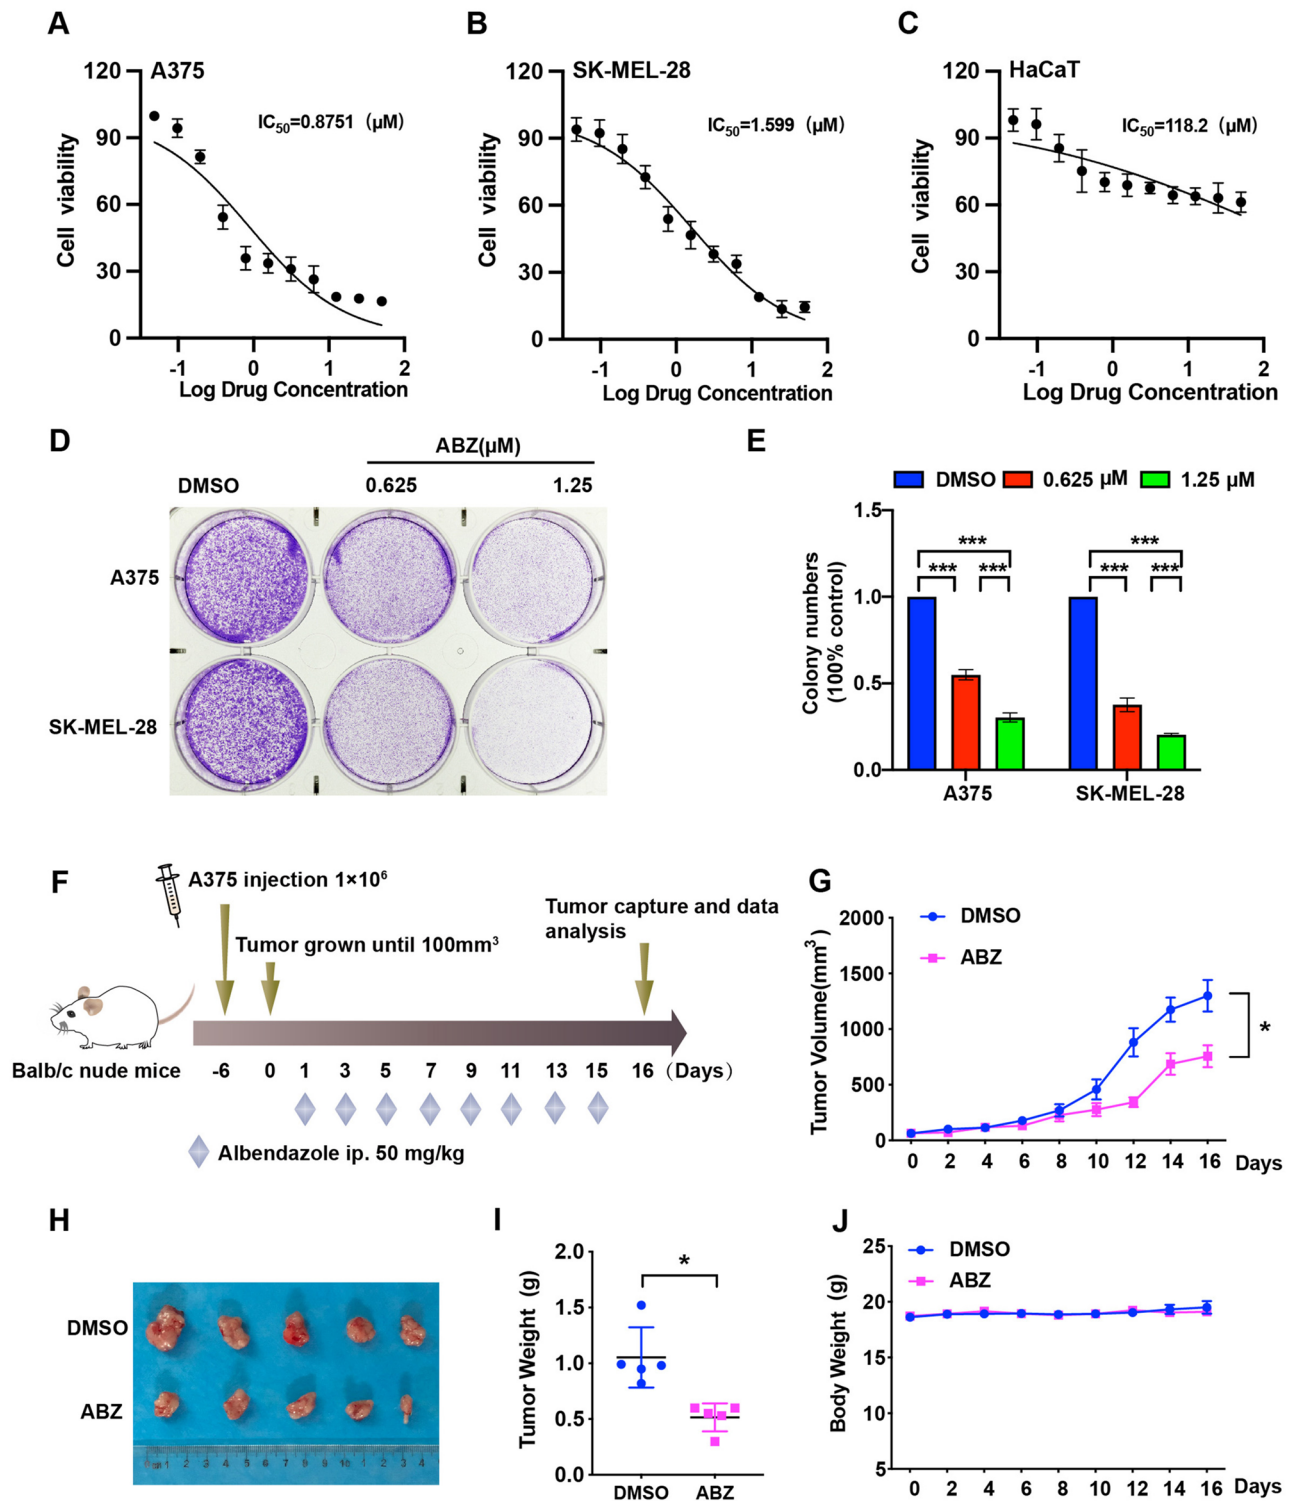 A
A375
IC50=0.8751 (μM)
Cell viability
120
90
60
30
0
-1 0 1 2
Log Drug Concentration
B
SK-MEL-28
IC50=1.599 (μM)
Cell viability
120
90
60
30
0
-1 0 1 2
Log Drug Concentration
C
HaCaT
IC50=118.2 (μM)
Cell viability
120
90
60
30
0
-1 0 1 2
Log Drug Concentration
D
ABZ(μM)
DMSO 0.625 1.25
A375
SK-MEL-28
E
DMSO 0.625 μM 1.25 μM
Colony numbers
(100% control)
1.5
1.0
0.5
0.0
*** *** ***
*** *** ***
A375 SK-MEL-28
F
A375 injection 1×10⁶
Tumor grown until 100mm³
Tumor capture and data
analysis
Balb/c nude mice
-6 0 1 3 5 7 9 11 13 15 16 (Days)
Albendazole ip. 50 mg/kg
G
DMSO
ABZ
Tumor Volume(mm³)
2000
1500
1000
500
0
*
0 2 4 6 8 10 12 14 16 Days
H
DMSO
ABZ
I
Tumor Weight (g)
2.0
1.5
1.0
0.5
0.0
*
DMSO ABZ
J
DMSO
ABZ
Body Weight (g)
25
20
15
10
5
0 2 4 6 8 10 12 14 16 Days